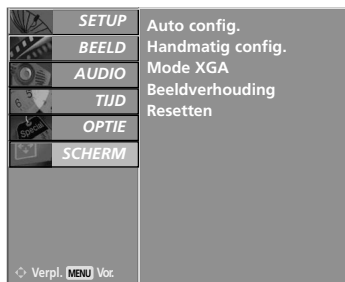 SETUP
BEELD
AUDIO
TIJD
OPTIE
SCHERM
Auto config.
Handmatig config.
Mode XGA
Beeldverhouding
Resetten
Verpl. MENU Vor.